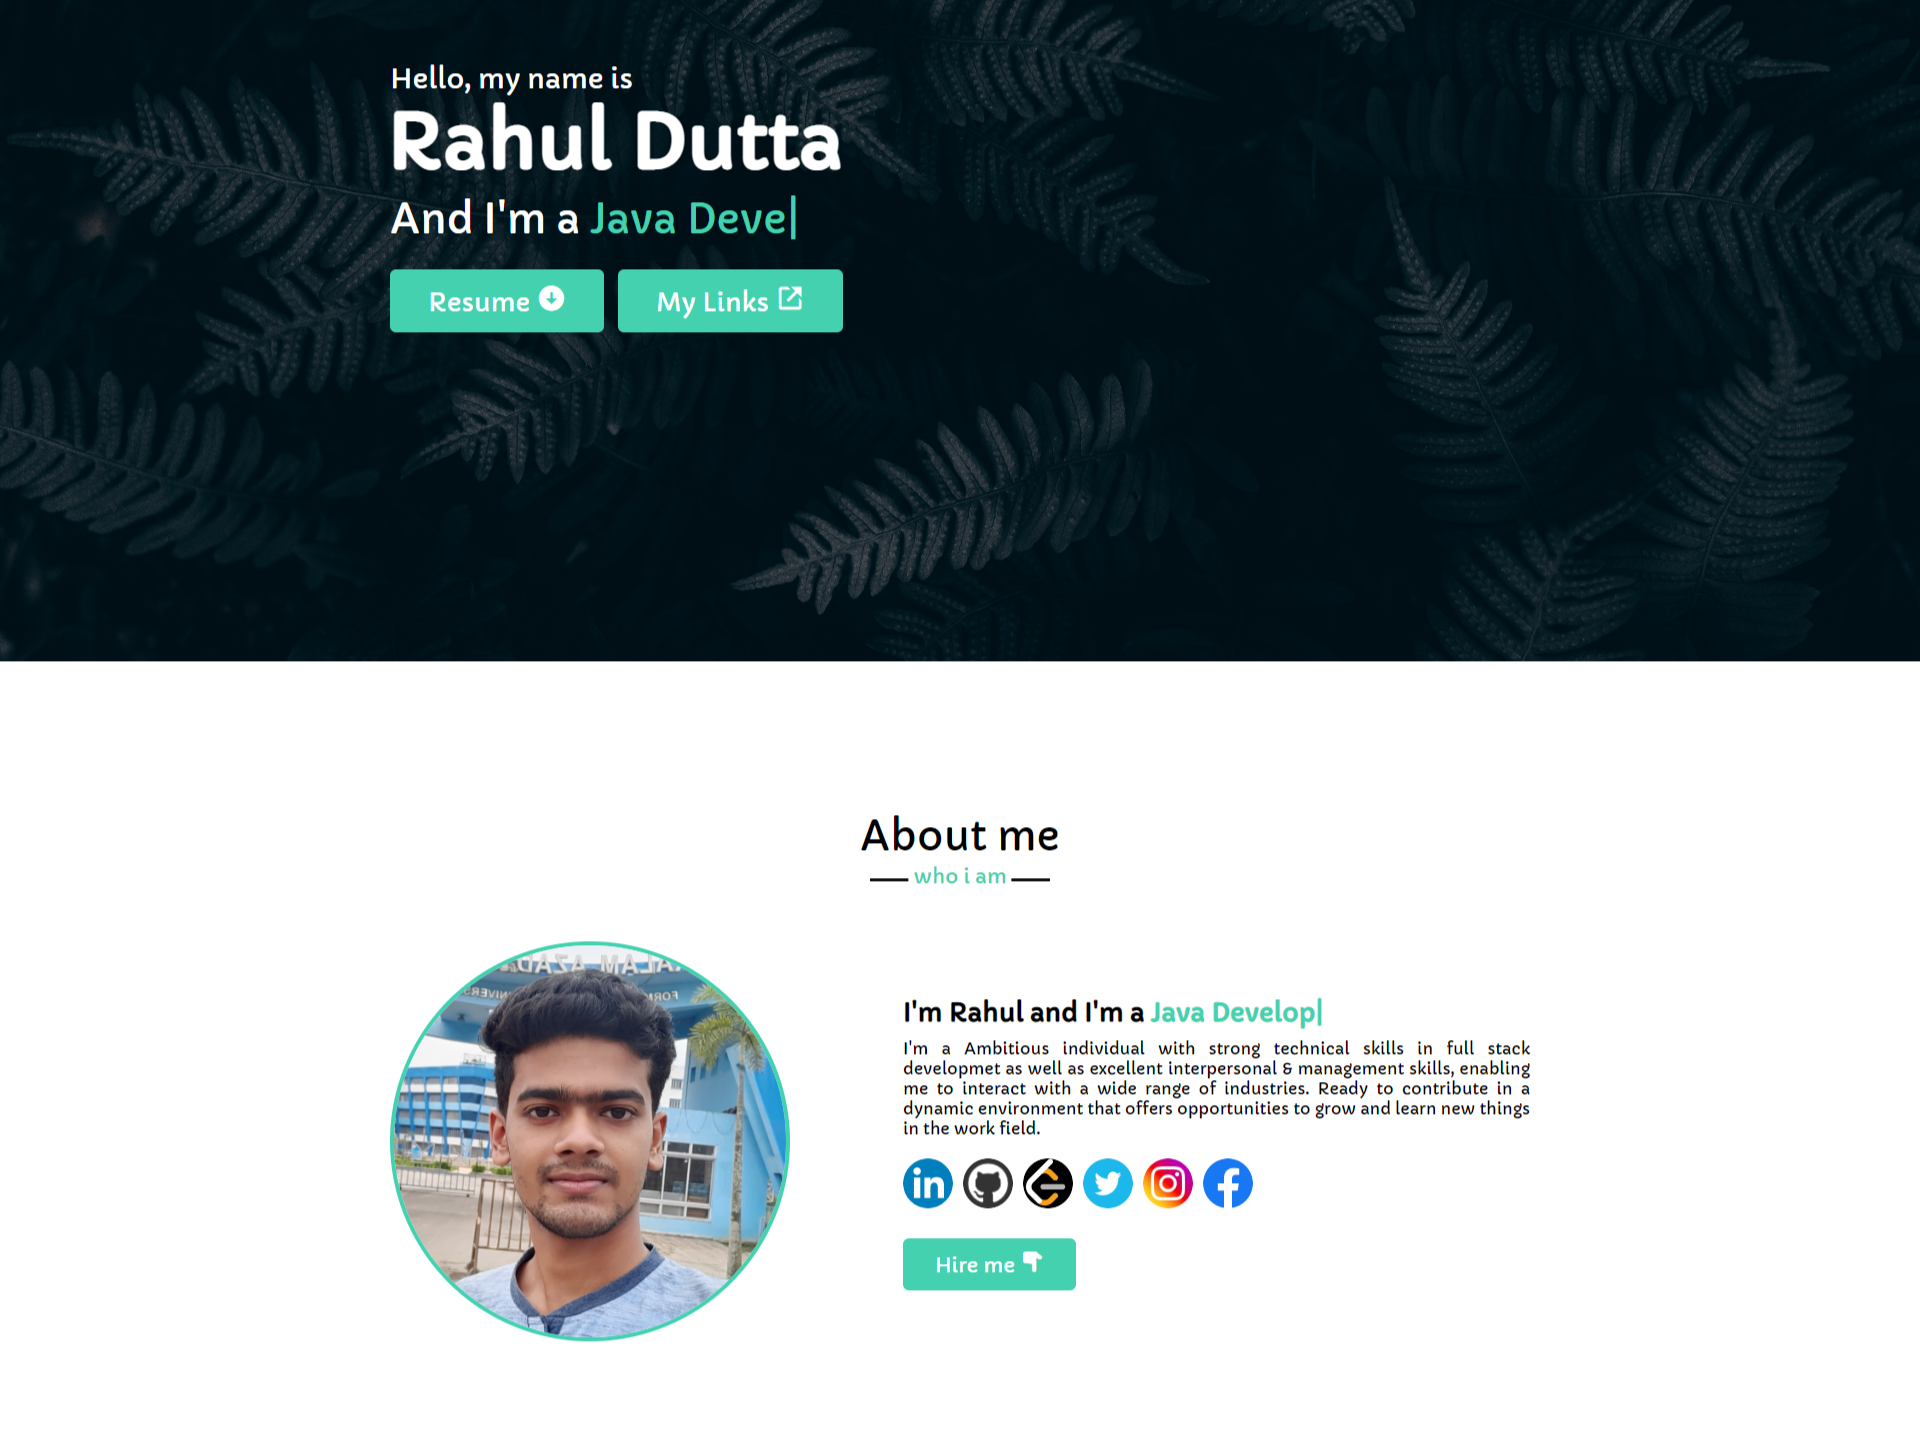 Hello, my name is
Rahul Dutta
And I'm a Java Deve|
Resume
My Links
About me
who i am
I'm Rahul and I'm a Java Develop|
I'm a Ambitious individual with strong technical skills in full stack
developmet as well as excellent interpersonal & management skills, enabling
me to interact with a wide range of industries. Ready to contribute in a
dynamic environment that offers opportunities to grow and learn new things
in the work field.
in
Hire me